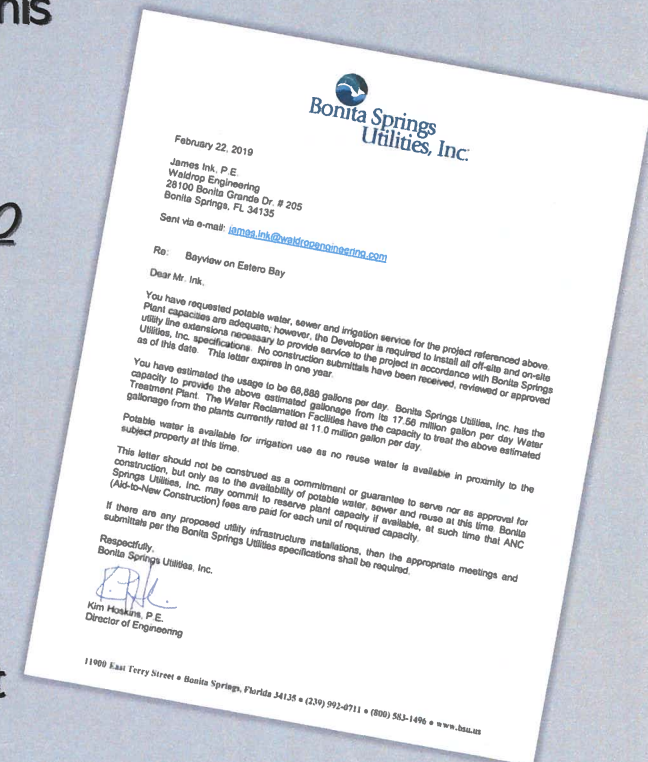 Bonita Springs
Utilities, Inc.
February 22, 2019
James Ink, P.E.
Waldrop Engineering
28100 Bonita Grande Dr. # 205
Bonita Springs, FL 34135
Sent via e-mail: james.ink@waldropengineering.com
Re: Bayview on Estero Bay
Dear Mr. Ink,
You have requested potable water, sewer and irrigation service for the project referenced above.
Plant capacities are adequate; however, the Developer is required to install all off-site and on-site
utility line extensions necessary to provide service to the project in accordance with Bonita Springs
Utilities, Inc. specifications. No construction submittals have been received, reviewed or approved
as of this date. This letter expires in one year.
You have estimated the usage to be 68,888 gallons per day. Bonita Springs Utilities, Inc. has the
capacity to provide the above estimated gallonage from its 17.56 million gallon per day Water
Treatment Plant. The Water Reclamation Facilities have the capacity to treat the above estimated
gallonage from the plants currently rated at 11.0 million gallon per day.
Potable water is available for irrigation use as no reuse water is available in proximity to the
subject property at this time.
This letter should not be construed as a commitment or guarantee to serve nor as approval for
construction, but only as to the availability of potable water, sewer and reuse at this time. Bonita
Springs Utilities, Inc. may commit to reserve plant capacity if available, at such time that ANC
(Aid-to-New Construction) fees are paid for each unit of required capacity.
If there are any proposed utility infrastructure installations, then the appropriate meetings and
submittals per the Bonita Springs Utilities specifications shall be required.
Respectfully,
Bonita Springs Utilities, Inc.
Kim Hoskins, P.E.
Director of Engineering
11900 East Terry Street • Bonita Springs, Florida 34135 • (239) 992-0711 • (800) 583-1496 • www.bsu.us